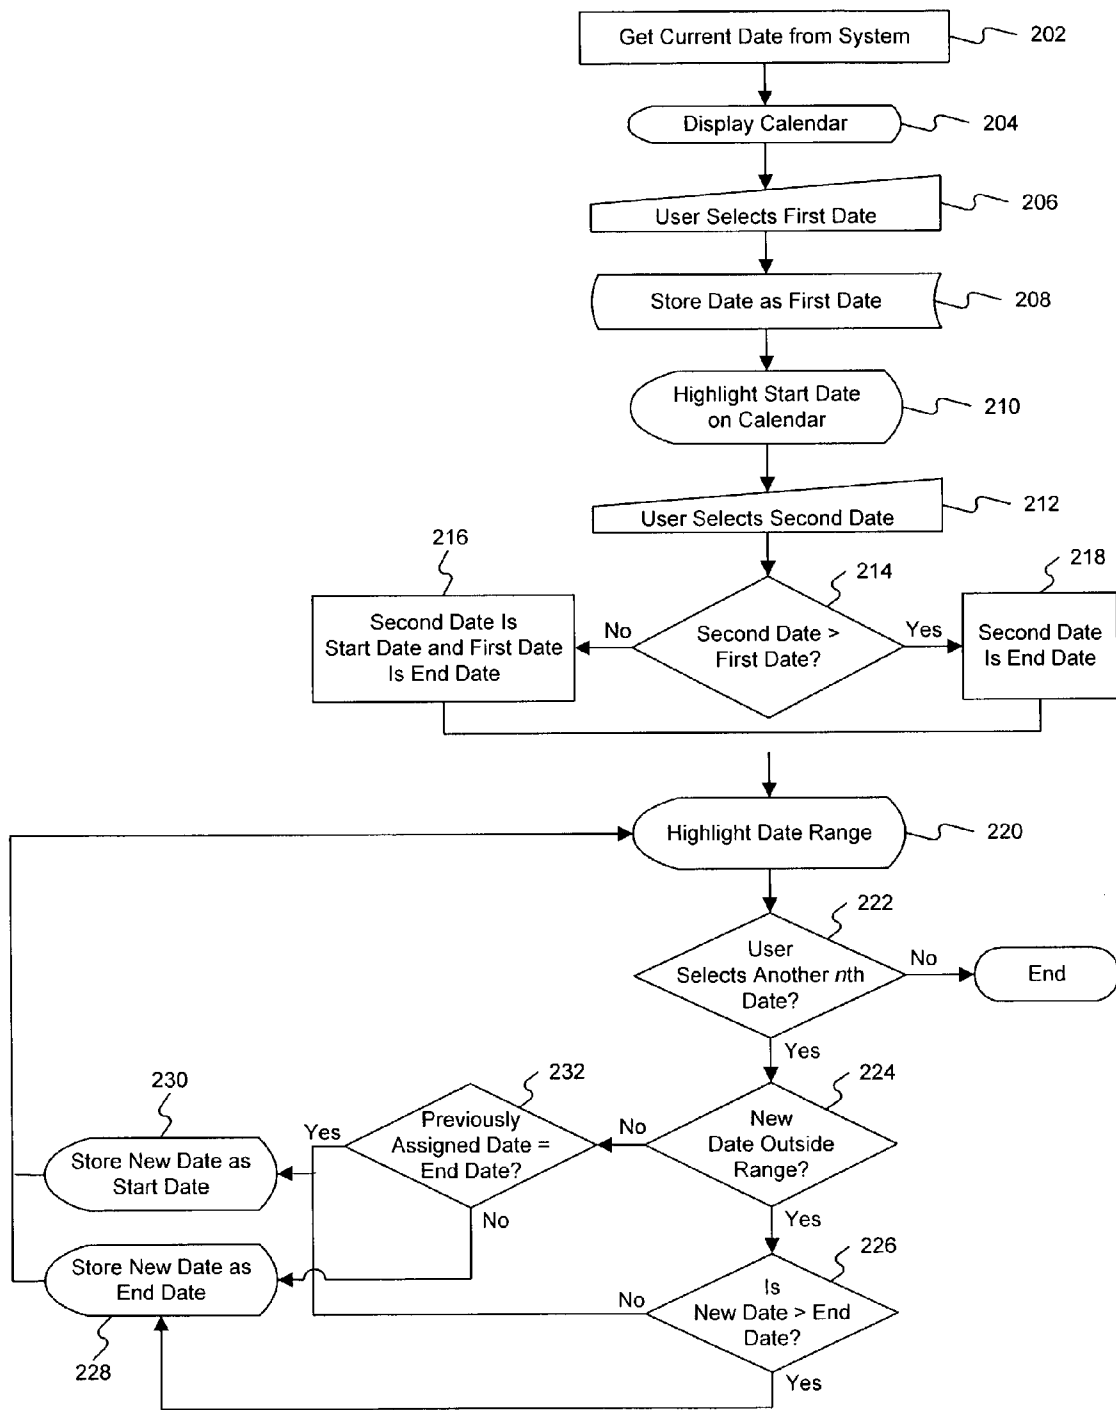 Get Current Date from System
202
Display Calendar
204
User Selects First Date
206
Store Date as First Date
208
Highlight Start Date
on Calendar
210
User Selects Second Date
212
214
216
218
Second Date >
First Date?
No
Yes
Second Date Is
Start Date and First Date
Is End Date
Second Date
Is End Date
Highlight Date Range
220
222
User
Selects Another nth
Date?
No
End
Yes
224
New
Date Outside
Range?
No
Yes
232
Previously
Assigned Date =
End Date?
Yes
No
230
Store New Date as
Start Date
Store New Date as
End Date
228
226
Is
New Date > End
Date?
No
Yes